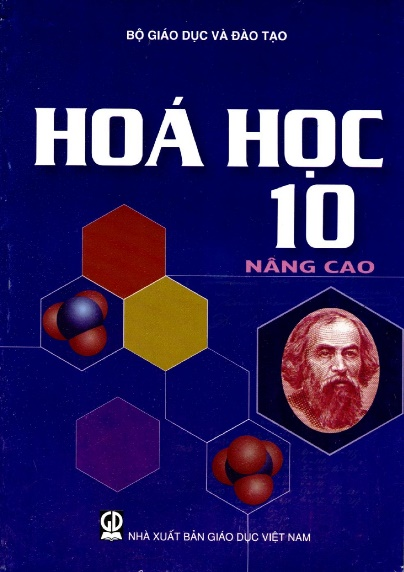 BỘ GIÁO DỤC VÀ ĐÀO TẠO
HOÁ HỌC
10
NÂNG CAO
GD
NHÀ XUẤT BẢN GIÁO DỤC VIỆT NAM